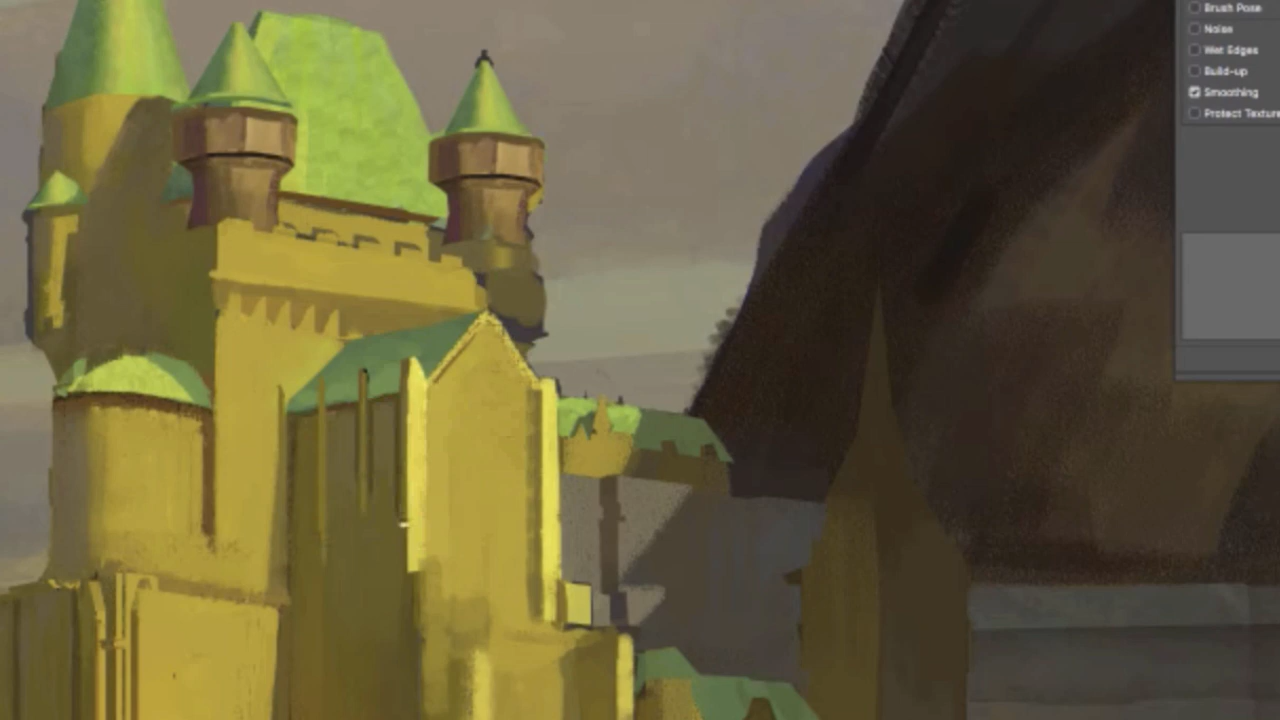 Brush Pose
Noise
Wet Edges
Build-up
Smoothing
Protect Texture